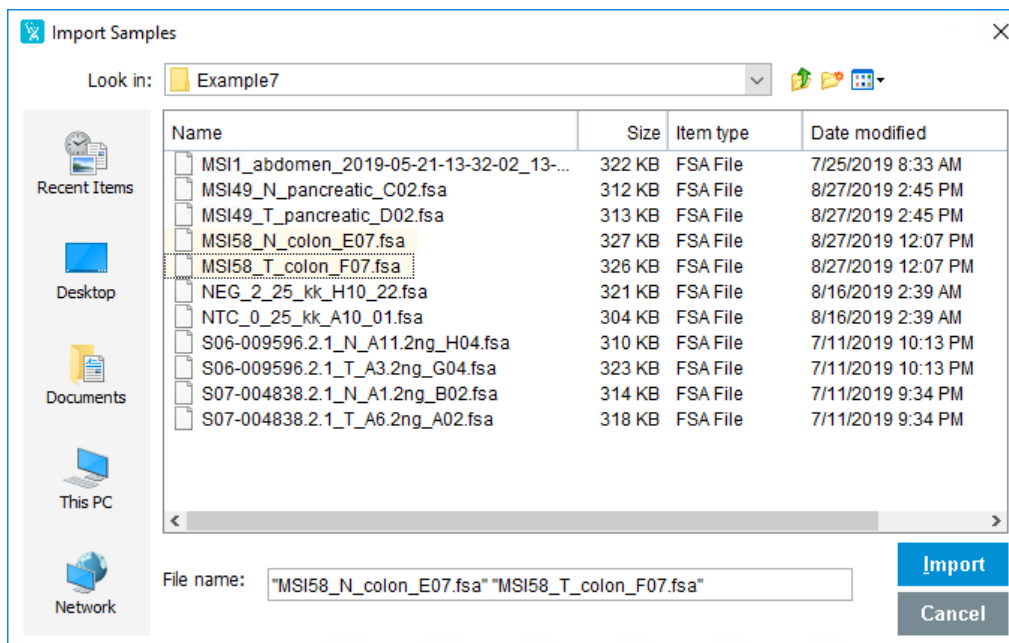 Import Samples
Look in: Example7
Name Size Item type Date modified
MSI1_abdomen_2019-05-21-13-32-02_13-... 322 KB FSA File 7/25/2019 8:33 AM
MSI49_N_pancreatic_C02.fsa 312 KB FSA File 8/27/2019 2:45 PM
MSI49_T_pancreatic_D02.fsa 313 KB FSA File 8/27/2019 2:45 PM
MSI58_N_colon_E07.fsa 327 KB FSA File 8/27/2019 12:07 PM
MSI58_T_colon_F07.fsa 326 KB FSA File 8/27/2019 12:07 PM
NEG_2_25_kk_H10_22.fsa 321 KB FSA File 8/16/2019 2:39 AM
NTC_0_25_kk_A10_01.fsa 304 KB FSA File 8/16/2019 2:39 AM
S06-009596.2.1_N_A11.2ng_H04.fsa 310 KB FSA File 7/11/2019 10:13 PM
S06-009596.2.1_T_A3.2ng_G04.fsa 323 KB FSA File 7/11/2019 10:13 PM
S07-004838.2.1_N_A1.2ng_B02.fsa 314 KB FSA File 7/11/2019 9:34 PM
S07-004838.2.1_T_A6.2ng_A02.fsa 318 KB FSA File 7/11/2019 9:34 PM
Recent Items
Desktop
Documents
This PC
Network
File name: "MSI58_N_colon_E07.fsa" "MSI58_T_colon_F07.fsa"
Import
Cancel